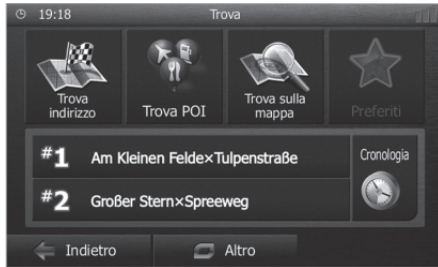 19:18 Trova
Trova indirizzo
Trova POI
Trova sulla mappa
Preferiti
#1 Am Kleinen Felde×Tulpenstraße
#2 Großer Stern×Spreeweg
Cronologia
Indietro
Altro